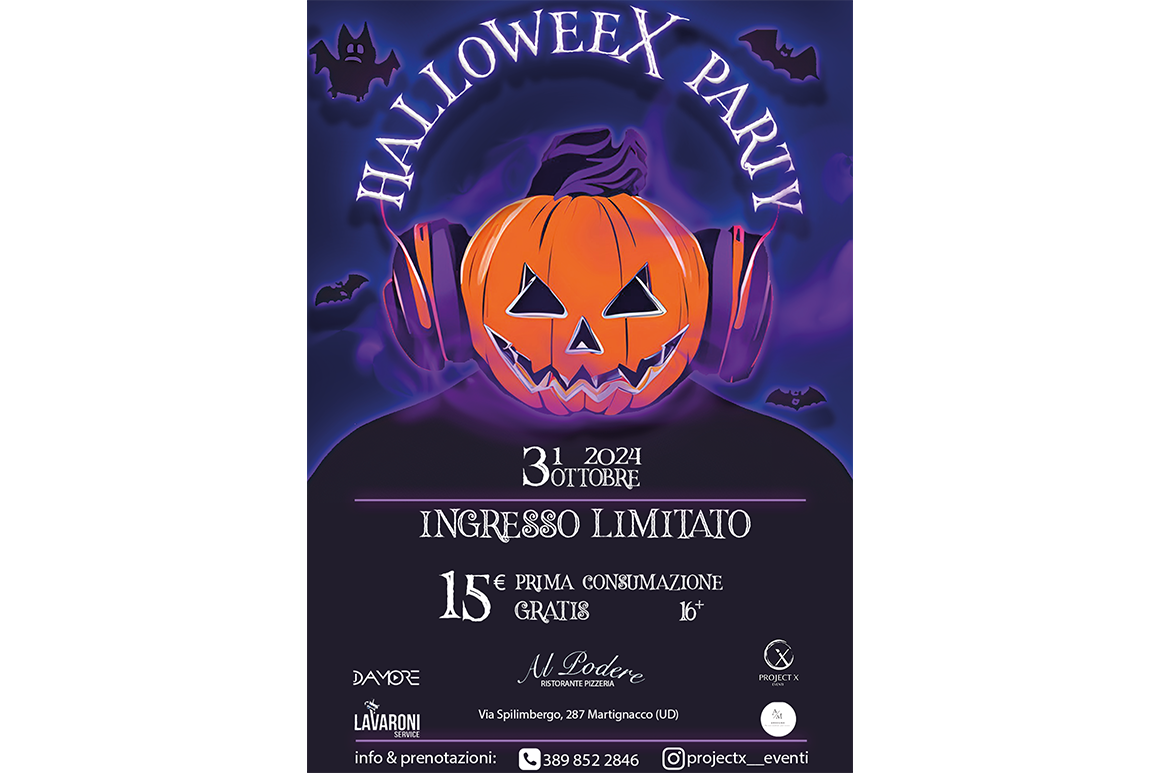 HALLOWEEX PARTY
31 2024
OTTOBRE
INGRESSO LIMITATO
15€ PRIMA CONSUMAZIONE
GRATIS 16+
DAMORE
Al Podere
RISTORANTE PIZZERIA
PROJECT X
EVENTI
LAVARONI
SERVICE
Via Spilimbergo, 287 Martignacco (UD)
A/M
info & prenotazioni: 389 852 2846 projectx__eventi